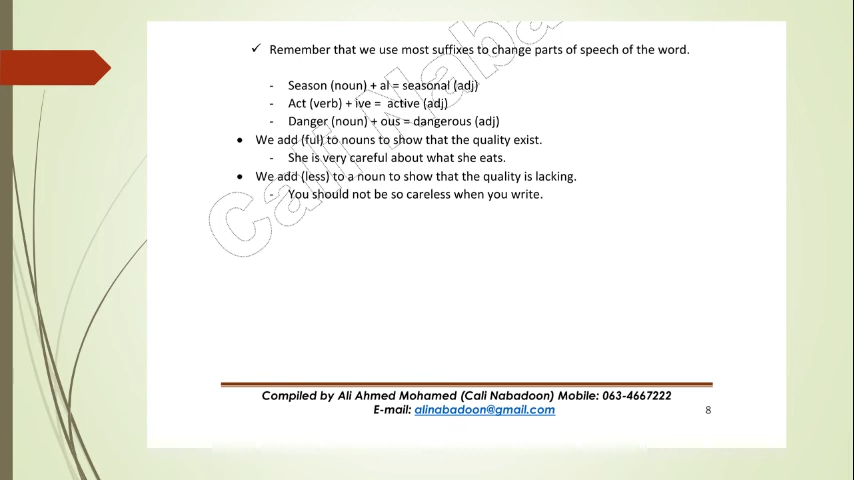 ✓ Remember that we use most suffixes to change parts of speech of the word.
- Season (noun) + al = seasonal (adj)
- Act (verb) + ive = active (adj)
- Danger (noun) + ous = dangerous (adj)
• We add (ful) to nouns to show that the quality exist.
- She is very careful about what she eats.
• We add (less) to a noun to show that the quality is lacking.
- You should not be so careless when you write.
Cali Naba
Compiled by Ali Ahmed Mohamed (Cali Nabadoon) Mobile: 063-4667222
E-mail: alinabadoon@gmail.com
8